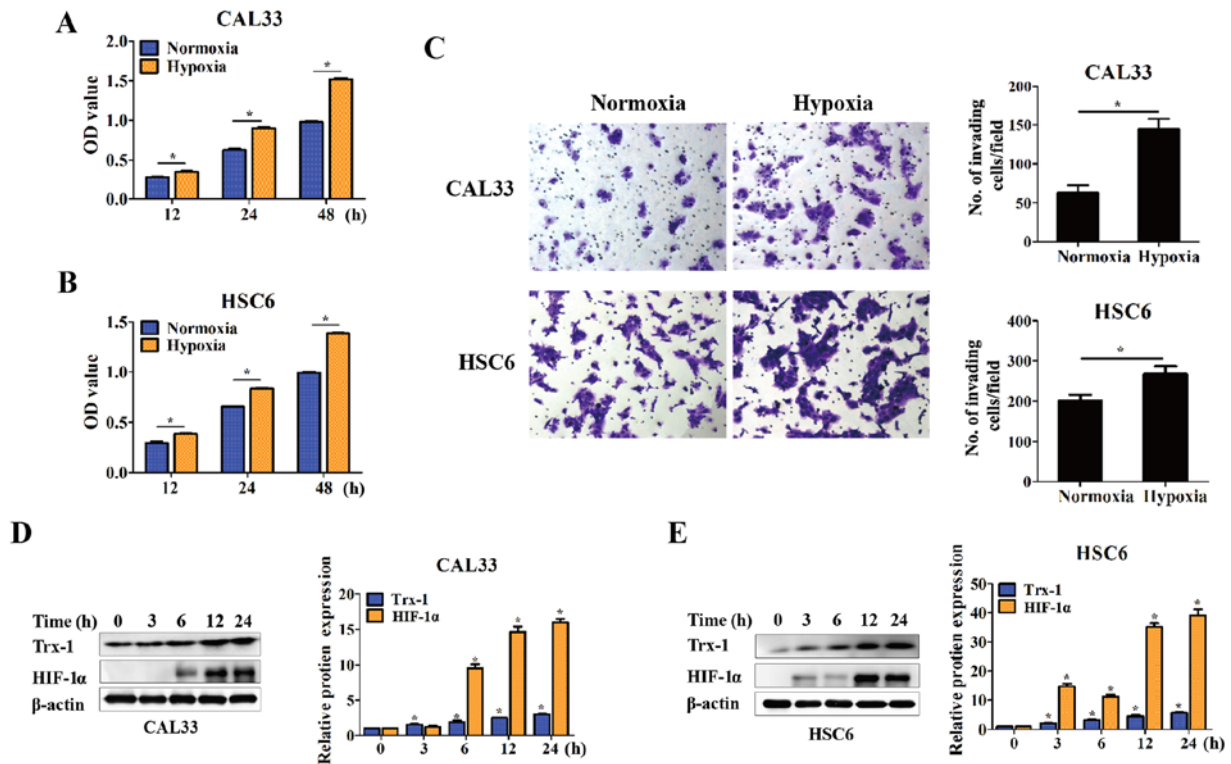 A
CAL33
OD value
2.0
1.5
1.0
0.5
0.0
Normoxia
Hypoxia
*
*
*
12 24 48 (h)
B
HSC6
OD value
1.5
1.0
0.5
0.0
Normoxia
Hypoxia
*
*
*
12 24 48 (h)
C
Normoxia Hypoxia
CAL33
HSC6
CAL33
No. of invading
cells/field
200
150
100
50
0
*
Normoxia Hypoxia
HSC6
No. of invading
cells/field
400
300
200
100
0
*
Normoxia Hypoxia
D
Time (h) 0 3 6 12 24
Trx-1
HIF-1α
β-actin
CAL33
CAL33
Relative protien expression
20
15
10
5
0
Trx-1
HIF-1α
* * * * * * *
0 3 6 12 24 (h)
E
Time (h) 0 3 6 12 24
Trx-1
HIF-1α
β-actin
HSC6
HSC6
Relative protien expression
50
40
30
20
10
0
Trx-1
HIF-1α
* * * * * * * *
0 3 6 12 24 (h)